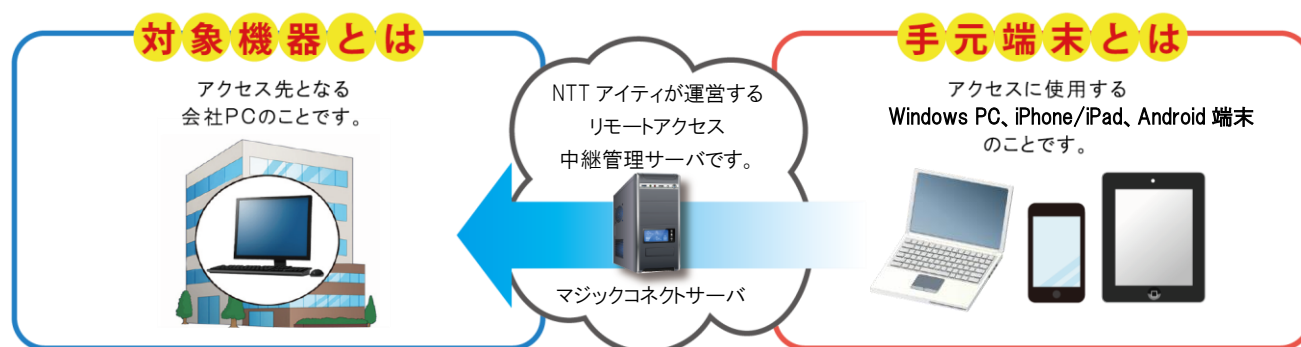 対象機器とは
アクセス先となる
会社PCのことです。
NTT アイティが運営する
リモートアクセス
中継管理サーバです。
マジックコネクトサーバ
手元端末とは
アクセスに使用する
Windows PC、iPhone/iPad、Android 端末
のことです。